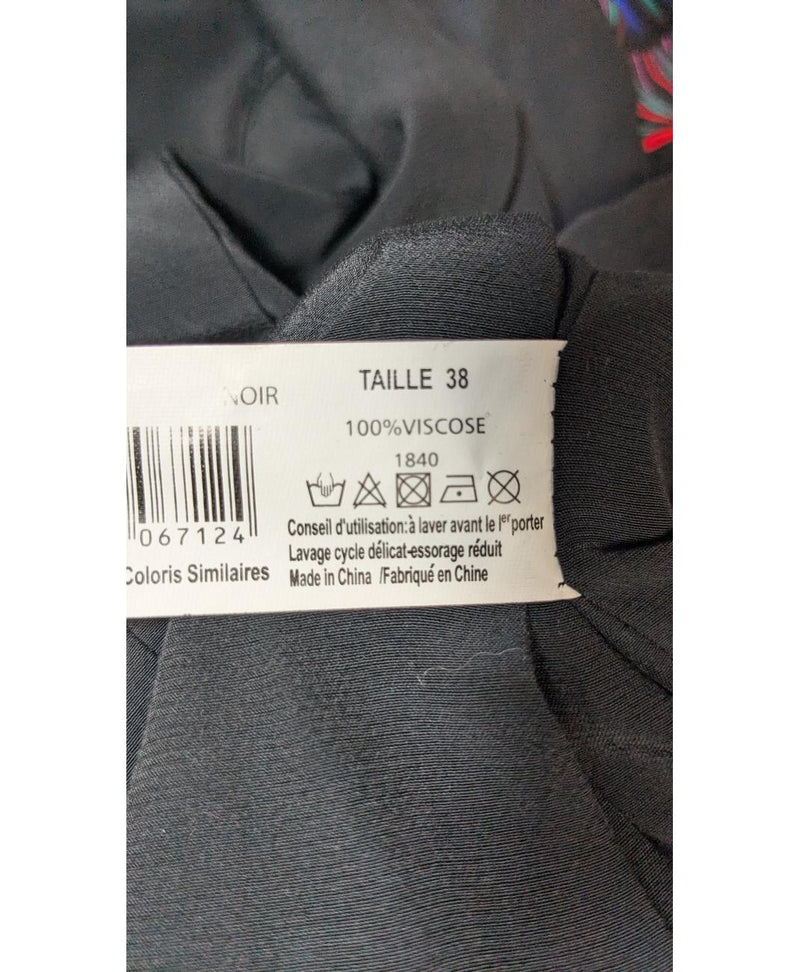 NOIR
TAILLE 38
100%VISCOSE
1840
Conseil d'utilisation:à laver avant le 1er porter
Lavage cycle délicat-essorage réduit
Made in China /Fabriqué en Chine
067124
Coloris Similaires